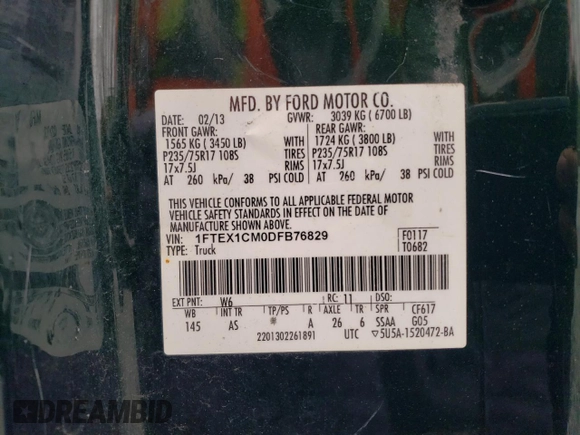 MFD. BY FORD MOTOR CO.
DATE: 02/13 GVWR: 3039 KG ( 6700 LB)
FRONT GAWR: REAR GAWR:
1565 KG ( 3450 LB) 1724 KG ( 3800 LB)
P235/75R17 108S TIRES P235/75R17 108S TIRES
17x7.5J RIMS 17x7.5J RIMS
AT 260 kPa/ 38 PSI COLD AT 260 kPa/ 38 PSI COLD
THIS VEHICLE CONFORMS TO ALL APPLICABLE FEDERAL MOTOR
VEHICLE SAFETY STANDARDS IN EFFECT ON THE DATE OF
MANUFACTURE SHOWN ABOVE.
VIN: 1FTEX1CM0DFB76829 F0117
TYPE: Truck T0682
EXT PNT: W6 RC: 11 DSO:
WB INT TR TP/PS R AXLE TR SPR CF617
145 AS * A 26 6 SSAA G05
2201302261891 UTC ▽5U5A-1520472-BA
DREAMBID